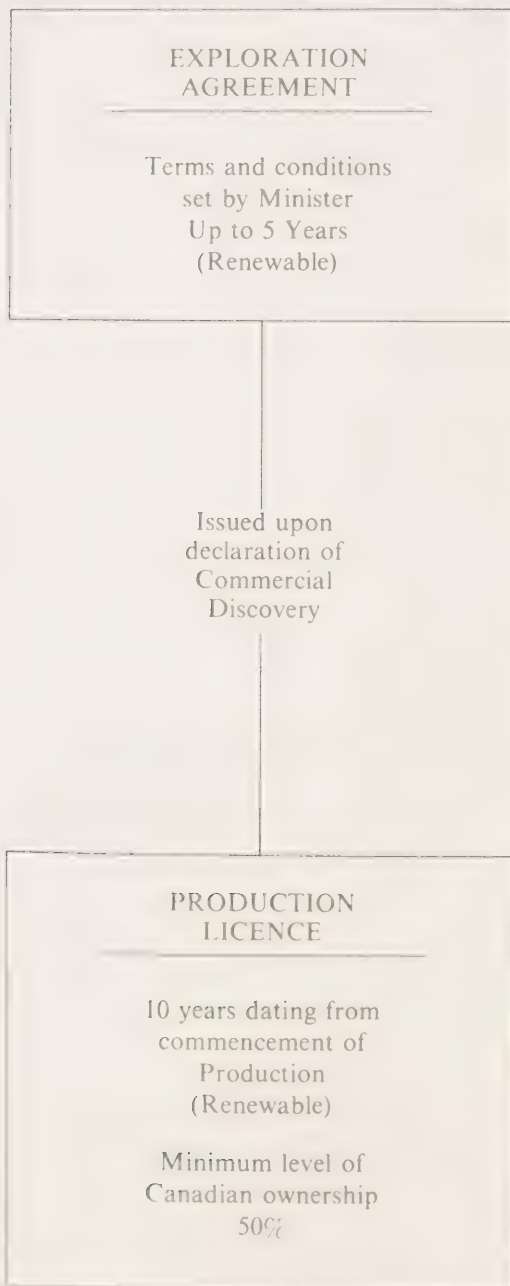 EXPLORATION
AGREEMENT
Terms and conditions
set by Minister
Up to 5 Years
(Renewable)
Issued upon
declaration of
Commercial
Discovery
PRODUCTION
LICENCE
10 years dating from
commencement of
Production
(Renewable)
Minimum level of
Canadian ownership
50%